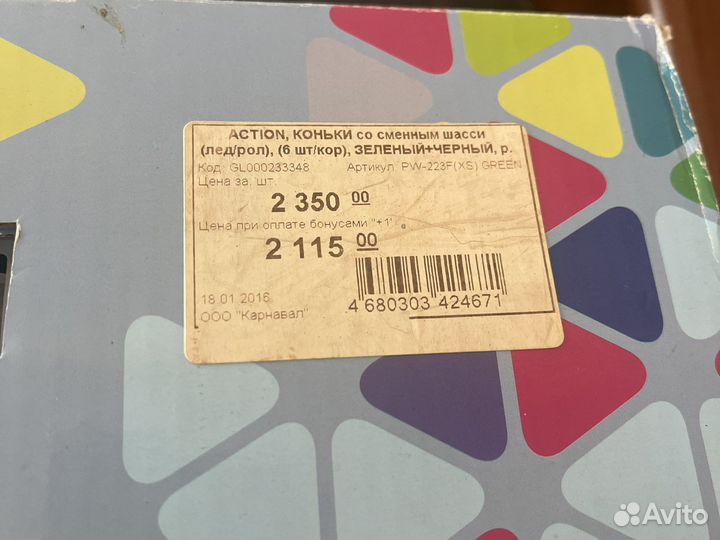 ACTION, КОНЬКИ со сменным шасси
(лед/рол), (6 шт/кор), ЗЕЛЕНЫЙ+ЧЕРНЫЙ, р.
Код: GL000233348 Артикул: PW-223F(XS) GREEN
Цена за: шт.
2 350 00
Цена при оплате бонусами "+1"
2 115 00
4 680303 424671
18.01.2016
ООО "Карнавал"
Avito